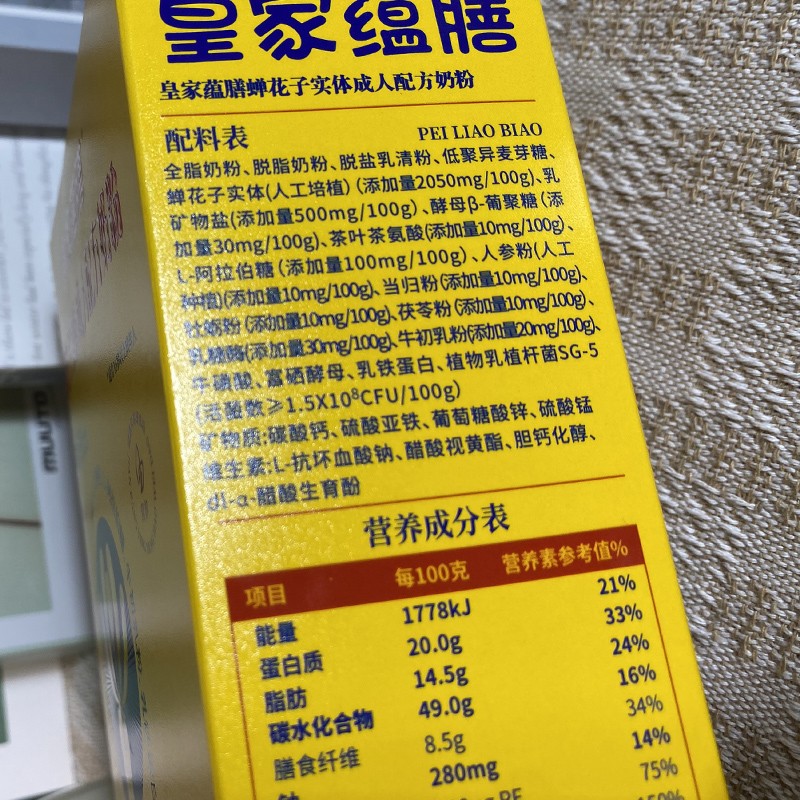 皇家蕴膳
皇家蕴膳蝉花子实体成人配方奶粉
配料表
PEI LIAO BIAO
全脂奶粉、脱脂奶粉、脱盐乳清粉、低聚异麦芽糖、
蝉花子实体(人工培植)(添加量2050mg/100g)、乳
矿物盐(添加量500mg/100g)、酵母β-葡聚糖(添
加量30mg/100g)、茶叶茶氨酸(添加量10mg/100g)、
L-阿拉伯糖(添加量100mg/100g)、人参粉(人工
种植)(添加量10mg/100g)、当归粉(添加量10mg/100g)、
牡蛎粉(添加量10mg/100g)、茯苓粉(添加量10mg/100g)、
乳糖酶(添加量30mg/100g)、牛初乳粉(添加量20mg/100g)、
牛磺酸、富硒酵母、乳铁蛋白、植物乳植杆菌SG-5
(活菌数≥1.5X10⁸CFU/100g)
矿物质:碳酸钙、硫酸亚铁、葡萄糖酸锌、硫酸锰
维生素:L-抗坏血酸钠、醋酸视黄酯、胆钙化醇、
dl-α-醋酸生育酚
营养成分表
项目 每100克 营养素参考值%
能量 1778kJ 21%
蛋白质 20.0g 33%
脂肪 14.5g 24%
碳水化合物 49.0g 16%
膳食纤维 8.5g 34%
钠 280mg 14%
75%
MUUTO